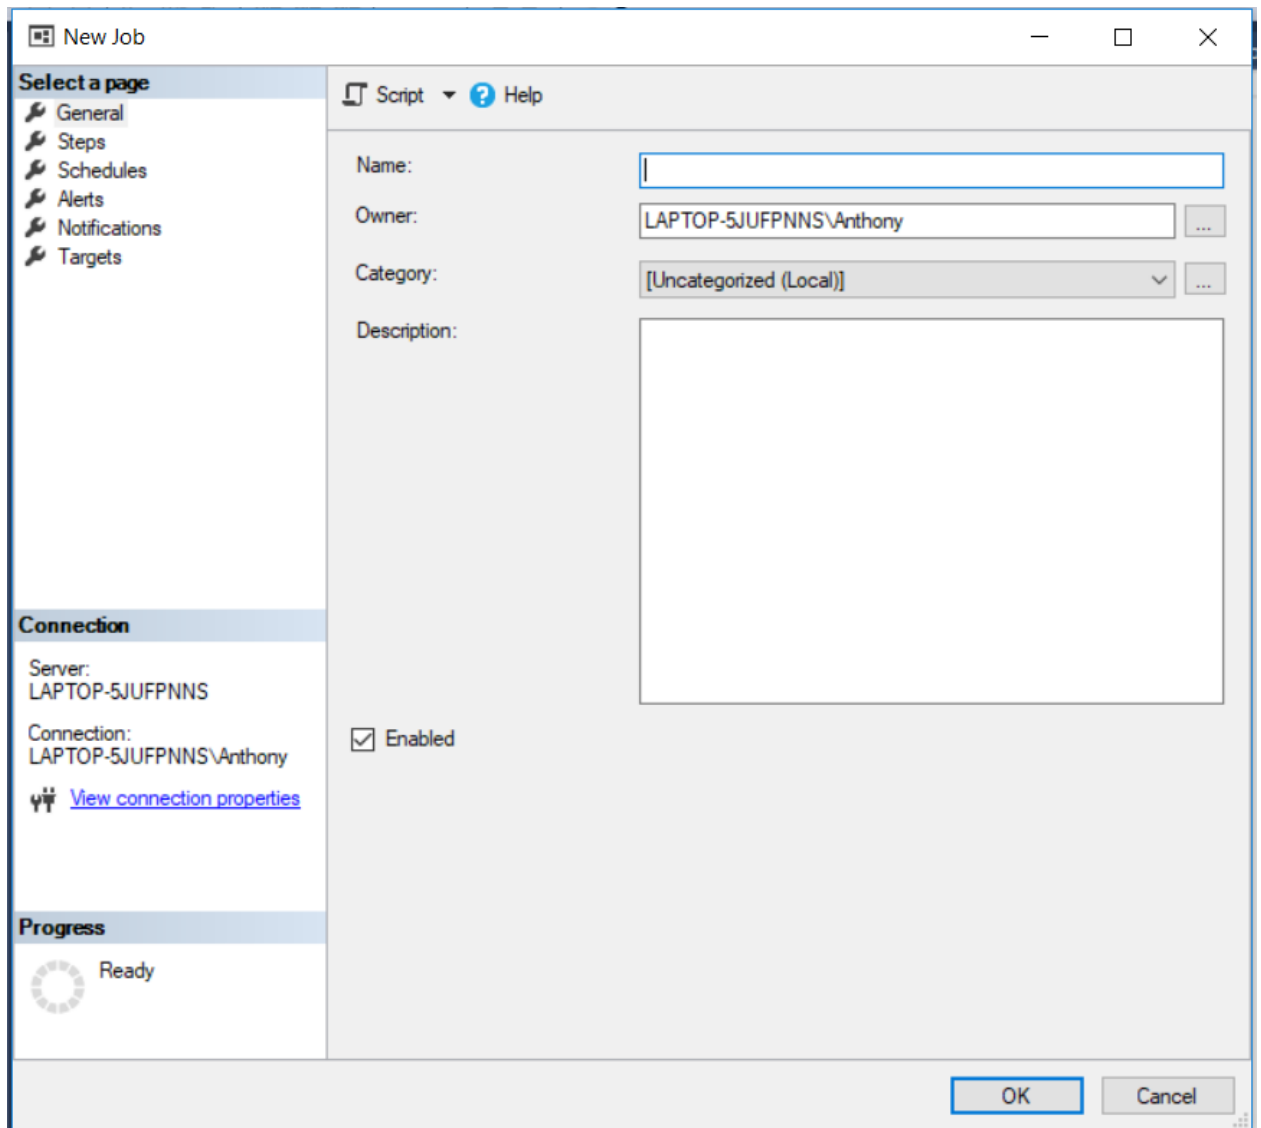 New Job
Select a page
General
Steps
Schedules
Alerts
Notifications
Targets
Script
Help
Name:
Owner:
LAPTOP-5JUFPNNS\Anthony
...
Category:
[Uncategorized (Local)]
...
Description:
Enabled
Connection
Server:
LAPTOP-5JUFPNNS
Connection:
LAPTOP-5JUFPNNS\Anthony
View connection properties
Progress
Ready
OK
Cancel